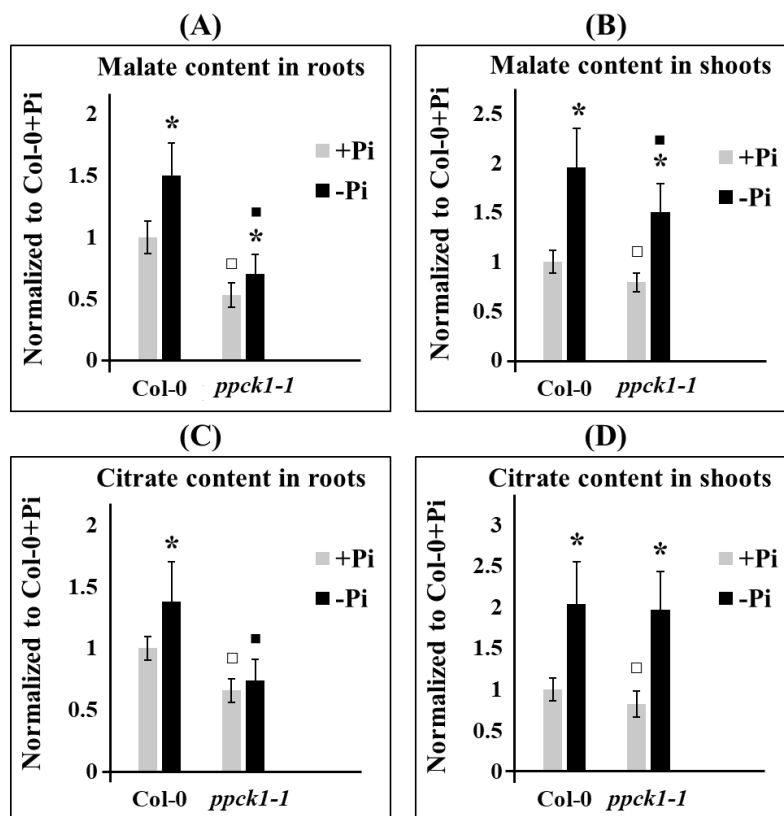 (A)
Malate content in roots
Normalized to Col-0+Pi
2
1.5
1
0.5
0
*
*
+Pi
-Pi
Col-0
ppck1-1
(B)
Malate content in shoots
Normalized to Col-0+Pi
2.5
2
1.5
1
0.5
0
*
*
+Pi
-Pi
Col-0
ppck1-1
(C)
Citrate content in roots
Normalized to Col-0+Pi
2
1.5
1
0.5
0
*
+Pi
-Pi
Col-0
ppck1-1
(D)
Citrate content in shoots
Normalized to Col-0+Pi
3
2.5
2
1.5
1
0.5
0
*
*
+Pi
-Pi
Col-0
ppck1-1